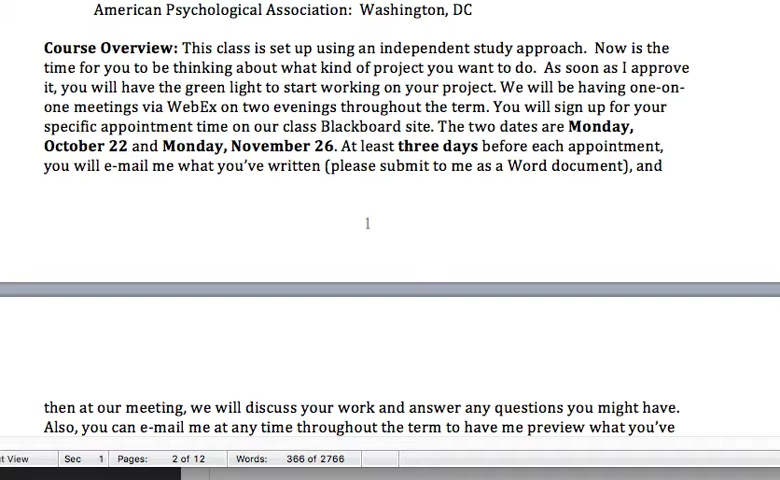 American Psychological Association:  Washington, DC
Course Overview: This class is set up using an independent study approach.  Now is the
time for you to be thinking about what kind of project you want to do.  As soon as I approve
it, you will have the green light to start working on your project. We will be having one-on-
one meetings via WebEx on two evenings throughout the term. You will sign up for your
specific appointment time on our class Blackboard site. The two dates are Monday,
October 22 and Monday, November 26. At least three days before each appointment,
you will e-mail me what you've written (please submit to me as a Word document), and
1
then at our meeting, we will discuss your work and answer any questions you might have.
Also, you can e-mail me at any time throughout the term to have me preview what you've
t View Sec 1 Pages: 2 of 12 Words: 366 of 2766